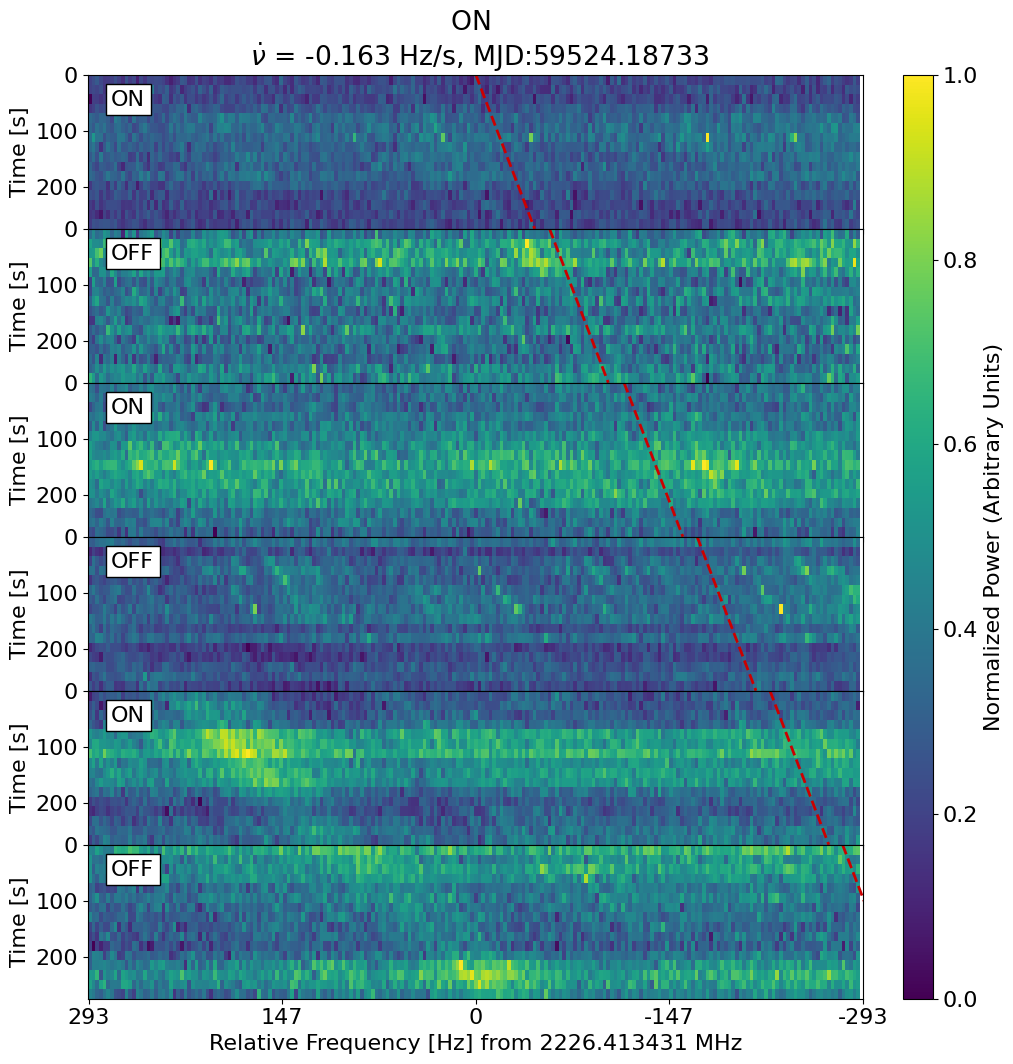 ON
ν̇ = -0.163 Hz/s, MJD:59524.18733
0
ON
100
200
Time [s]
0
OFF
100
200
Time [s]
0
ON
100
200
Time [s]
0
OFF
100
200
Time [s]
0
ON
100
200
Time [s]
0
OFF
100
200
Time [s]
293 147 0 -147 -293
Relative Frequency [Hz] from 2226.413431 MHz
1.0
0.8
0.6
0.4
0.2
0.0
Normalized Power (Arbitrary Units)